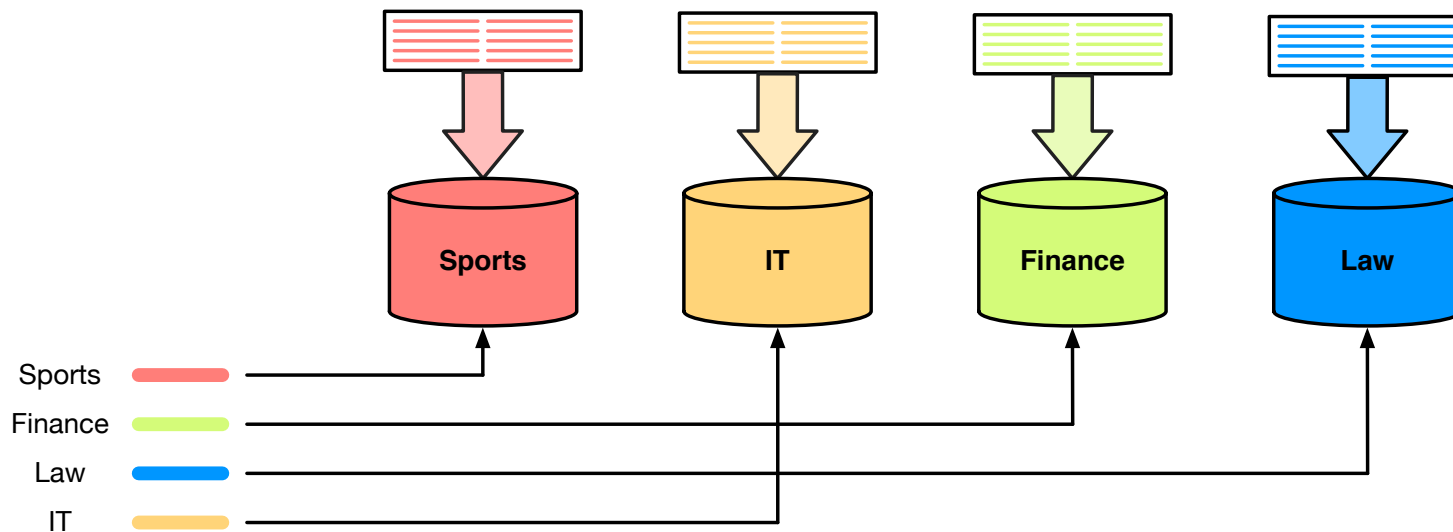 Sports
IT
Finance
Law
Sports
Finance
Law
IT